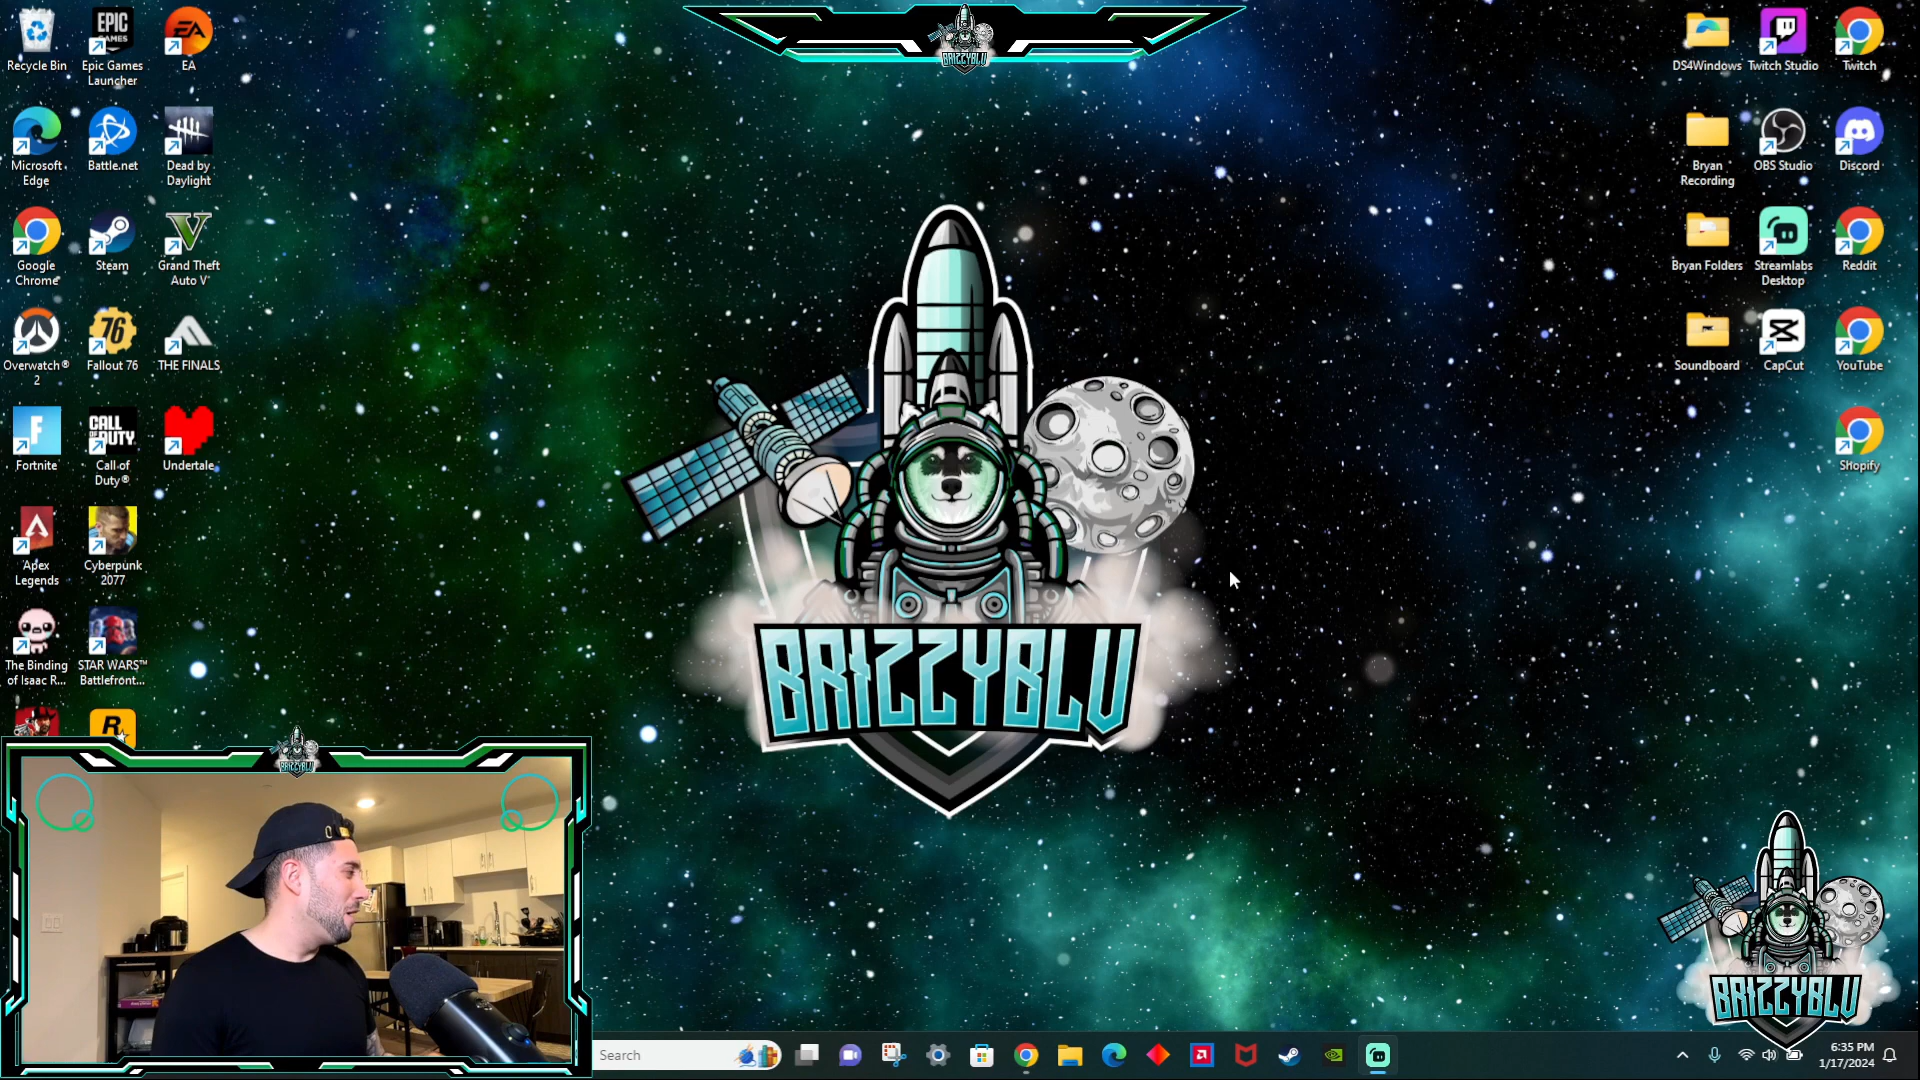 Recycle Bin
EPIC
GAMES
Epic Games
Launcher
EA
EA
Microsoft
Edge
Battle.net
Dead by
Daylight
Google
Chrome
Steam
Grand Theft
Auto V
Overwatch®
2
76
Fallout 76
THE FINALS
Fortnite
CALL
OF DUTY
Call of
Duty®
Undertale
Apex
Legends
Cyberpunk
2077
The Binding
of Isaac R...
STAR WARS™
Battlefront...
R
BRIZZYBLU
BRIZZYBLU
DS4Windows
Twitch Studio
Twitch
Bryan
Recording
OBS Studio
Discord
Bryan Folders
Streamlabs
Desktop
Reddit
Soundboard
CapCut
YouTube
Shopify
BRIZZYBLU
BRIZZYBLU
Search
6:35 PM
1/17/2024